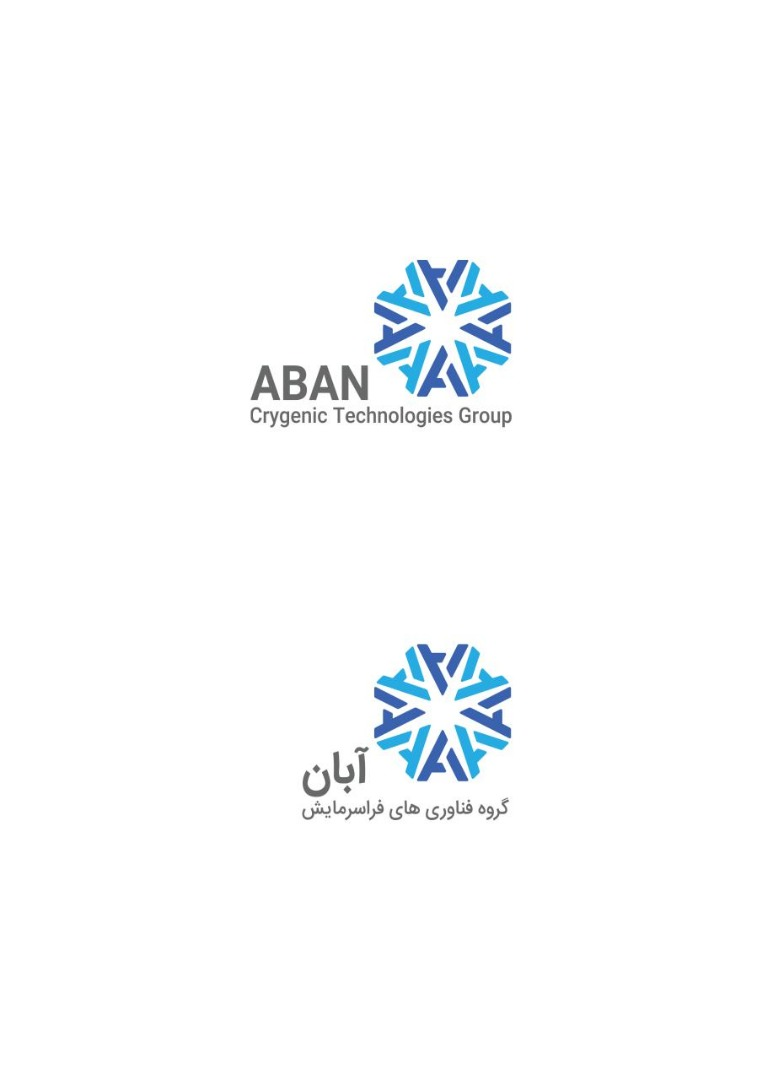 ABAN
Crygenic Technologies Group
آبان
گروه فناوری های فراسرمایش